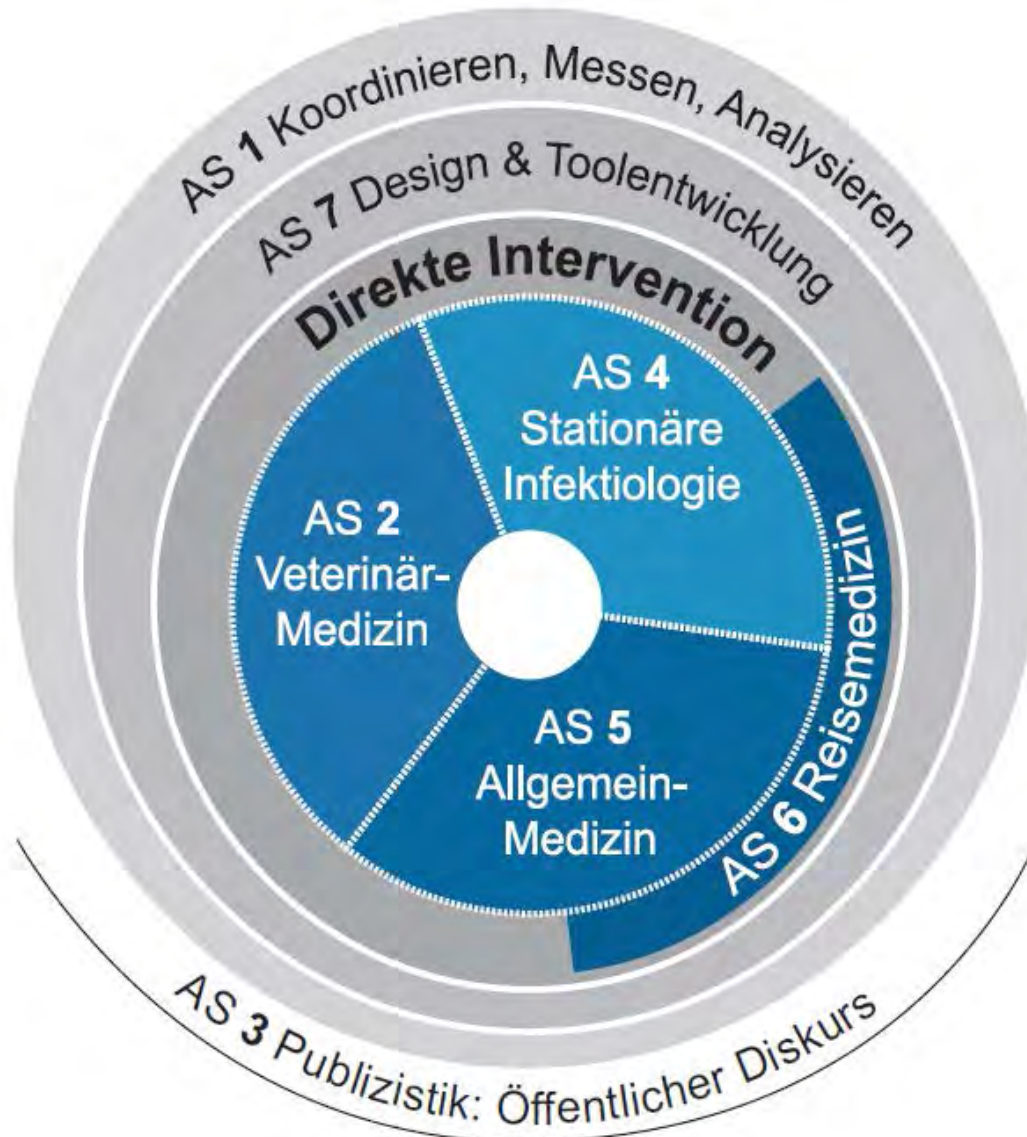 AS 1 Koordinieren, Messen, Analysieren
AS 7 Design & Toolentwicklung
Direkte Intervention
AS 4
Stationäre
Infektiologie
AS 2
Veterinär-
Medizin
AS 5
Allgemein-
Medizin
AS 6 Reisemedizin
AS 3 Publizistik: Öffentlicher Diskurs